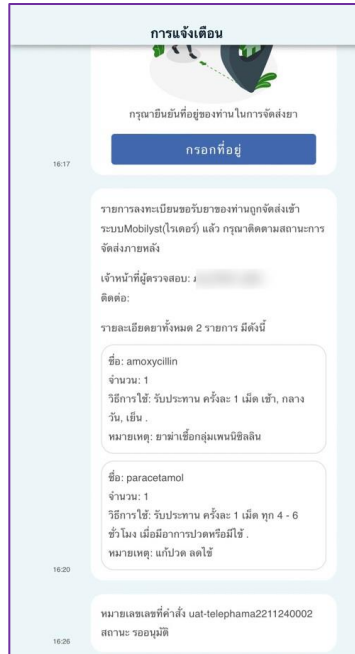 การแจ้งเตือน
กรุณายืนยันที่อยู่ของท่านในการจัดส่งยา
กรอกที่อยู่
16:17
รายการลงทะเบียนขอรับยาของท่านถูกจัดส่งเข้า
ระบบMobilyst(ไรเดอร์) แล้ว กรุณาติดตามสถานะการ
จัดส่งภายหลัง
เจ้าหน้าที่ผู้ตรวจสอบ:
ติดต่อ:
รายละเอียดยาทั้งหมด 2 รายการ มีดังนี้
ชื่อ: amoxycillin
จำนวน: 1
วิธีการใช้: รับประทาน ครั้งละ 1 เม็ด เช้า, กลาง
วัน, เย็น .
หมายเหตุ: ยาฆ่าเชื้อกลุ่มเพนนิซิลลิน
ชื่อ: paracetamol
จำนวน: 1
วิธีการใช้: รับประทาน ครั้งละ 1 เม็ด ทุก 4 - 6
ชั่วโมง เมื่อมีอาการปวดหรือมีไข้ .
หมายเหตุ: แก้ปวด ลดไข้
16:20
หมายเลขเลขที่คำสั่ง uat-telephama2211240002
สถานะ รออนุมัติ
16:26